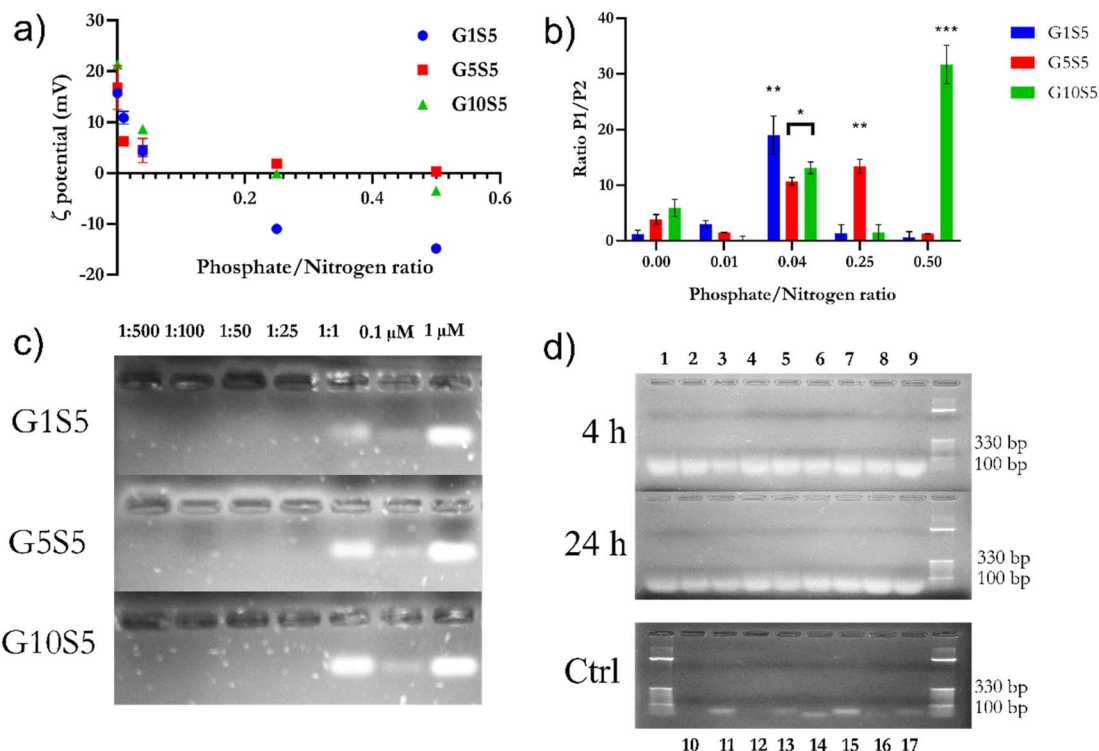 a)
30
20
10
0
-10
-20
0.2
0.4
0.6
ζ potential (mV)
Phosphate/Nitrogen ratio
G1S5
G5S5
G10S5
b)
40
30
20
10
0
Ratio P1/P2
** * ** ***
0.00 0.01 0.04 0.25 0.50
Phosphate/Nitrogen ratio
G1S5
G5S5
G10S5
c)
1:500 1:100 1:50 1:25 1:1 0.1 µM 1 µM
G1S5
G5S5
G10S5
d)
1 2 3 4 5 6 7 8 9
4 h
330 bp
100 bp
24 h
330 bp
100 bp
Ctrl
330 bp
100 bp
10 11 12 13 14 15 16 17